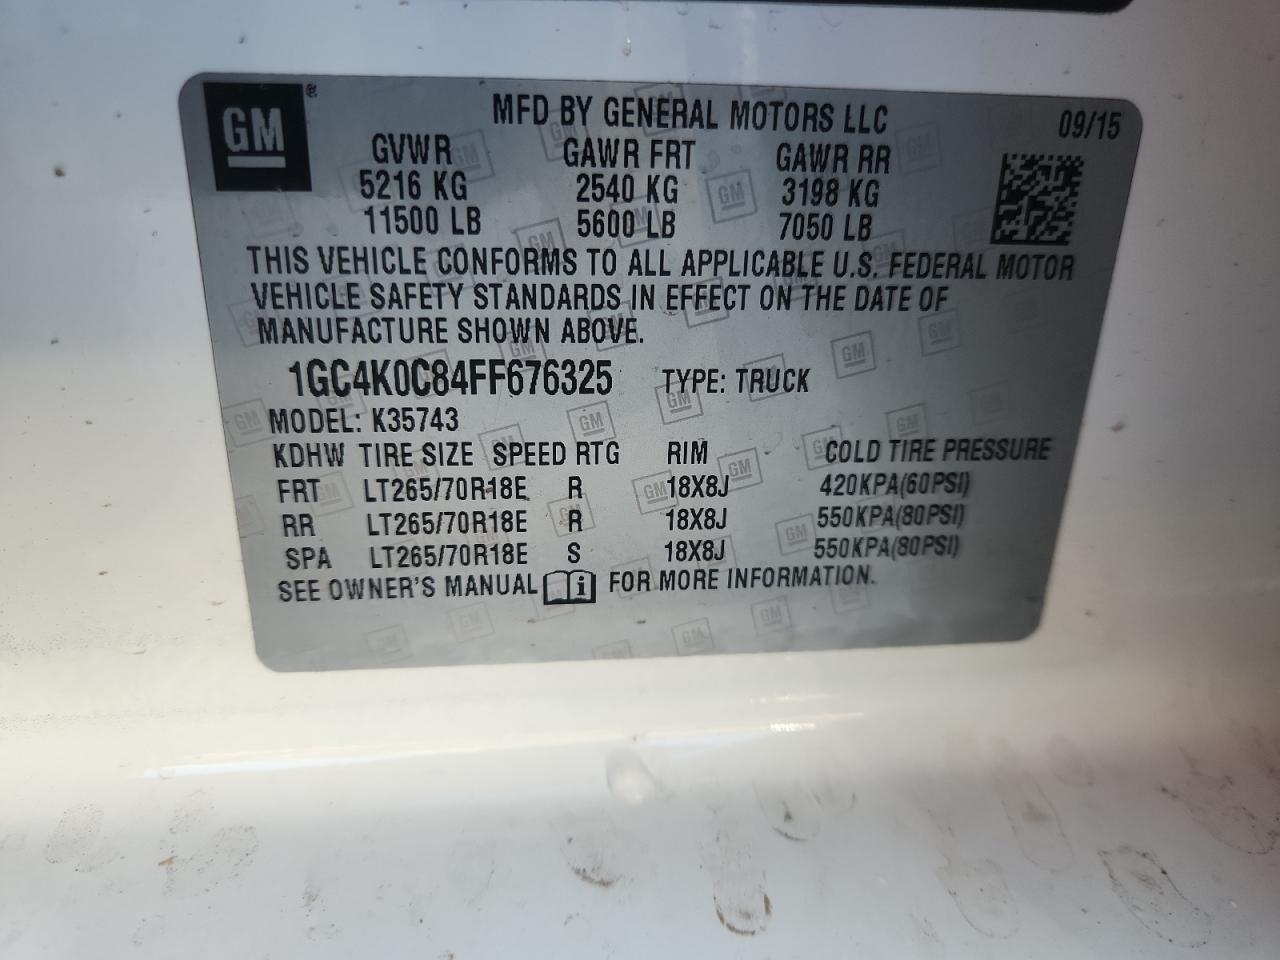 GM ® MFD BY GENERAL MOTORS LLC 09/15
GVWR GAWR FRT GAWR RR
5216 KG 2540 KG 3198 KG
11500 LB 5600 LB 7050 LB
THIS VEHICLE CONFORMS TO ALL APPLICABLE U.S. FEDERAL MOTOR
VEHICLE SAFETY STANDARDS IN EFFECT ON THE DATE OF
MANUFACTURE SHOWN ABOVE.
1GC4K0C84FF676325 TYPE: TRUCK
MODEL: K35743
KDHW TIRE SIZE SPEED RTG RIM COLD TIRE PRESSURE
FRT LT265/70R18E R 18X8J 420KPA(60PSI)
RR LT265/70R18E R 18X8J 550KPA(80PSI)
SPA LT265/70R18E S 18X8J 550KPA(80PSI)
SEE OWNER'S MANUAL i FOR MORE INFORMATION.